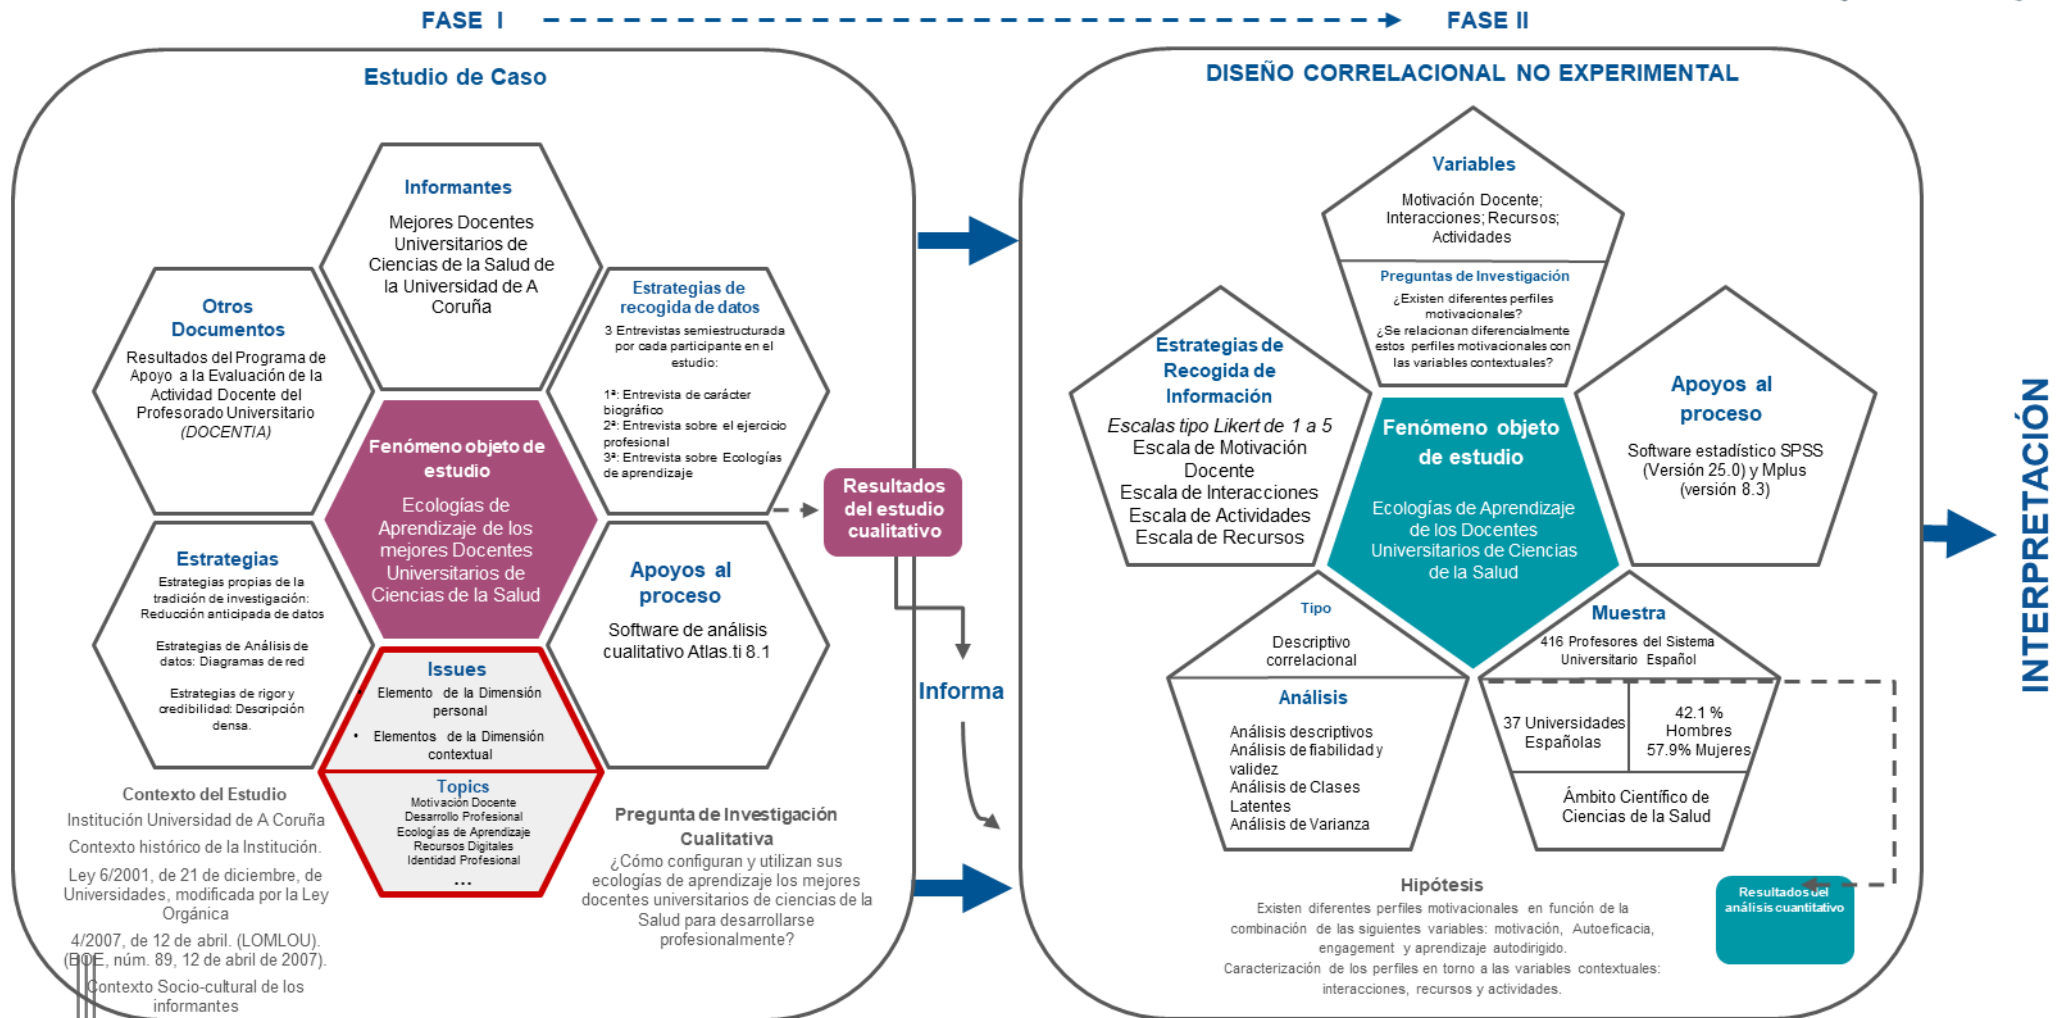 FASE I
FASE II
Estudio de Caso
Informantes
Mejores Docentes
Universitarios de
Ciencias de la Salud de
la Universidad de A
Coruña
Otros
Documentos
Resultados del Programa de
Apoyo a la Evaluación de la
Actividad Docente del
Profesorado Universitario
(DOCENTIA)
Estrategias de
recogida de datos
3 Entrevistas semiestructurada
por cada participante en el
estudio:
1ª: Entrevista de carácter
biográfico
2ª: Entrevista sobre el ejercicio
profesional
3ª: Entrevista sobre Ecologías
de aprendizaje
Fenómeno objeto de
estudio
Ecologías de
Aprendizaje de los
mejores Docentes
Universitarios de
Ciencias de la Salud
Estrategias
Estrategias propias de la
tradición de investigación:
Reducción anticipada de datos
Estrategias de Análisis de
datos: Diagramas de red
Estrategias de rigor y
credibilidad: Descripción
densa.
Apoyos al
proceso
Software de análisis
cualitativo Atlas.ti 8.1
Issues
• Elemento de la Dimensión
personal
• Elementos de la Dimensión
contextual
Topics
Motivación Docente
Desarrollo Profesional
Ecologías de Aprendizaje
Recursos Digitales
Identidad Profesional
...
Contexto del Estudio
Institución Universidad de A Coruña
Contexto histórico de la Institución.
Ley 6/2001, de 21 de diciembre, de
Universidades, modificada por la Ley
Orgánica
4/2007, de 12 de abril. (LOMLOU).
(BOE, núm. 89, 12 de abril de 2007).
Contexto Socio-cultural de los
informantes
Pregunta de Investigación
Cualitativa
¿Cómo configuran y utilizan sus
ecologías de aprendizaje los mejores
docentes universitarios de ciencias de la
Salud para desarrollarse
profesionalmente?
Resultados
del estudio
cualitativo
Informa
DISEÑO CORRELACIONAL NO EXPERIMENTAL
Variables
Motivación Docente;
Interacciones; Recursos;
Actividades
Preguntas de Investigación
¿Existen diferentes perfiles
motivacionales?
¿Se relacionan diferencialmente
estos perfiles motivacionales con
las variables contextuales?
Estrategias de
Recogida de
Información
Escalas tipo Likert de 1 a 5
Escala de Motivación
Docente
Escala de Interacciones
Escala de Actividades
Escala de Recursos
Apoyos al
proceso
Software estadístico SPSS
(Versión 25.0) y Mplus
(versión 8.3)
Fenómeno objeto
de estudio
Ecologías de Aprendizaje
de los Docentes
Universitarios de Ciencias
de la Salud
Tipo
Descriptivo
correlacional
Análisis
Análisis descriptivos
Análisis de fiabilidad y
validez
Análisis de Clases
Latentes
Análisis de Varianza
Muestra
416 Profesores del Sistema
Universitario Español
37 Universidades
Españolas
42.1 %
Hombres
57.9% Mujeres
Ámbito Científico de
Ciencias de la Salud
Hipótesis
Existen diferentes perfiles motivacionales en función de la
combinación de las siguientes variables: motivación, Autoeficacia,
engagement y aprendizaje autodirigido.
Caracterización de los perfiles en torno a las variables contextuales:
interacciones, recursos y actividades.
Resultados del
análisis cuantitativo
INTERPRETACIÓN